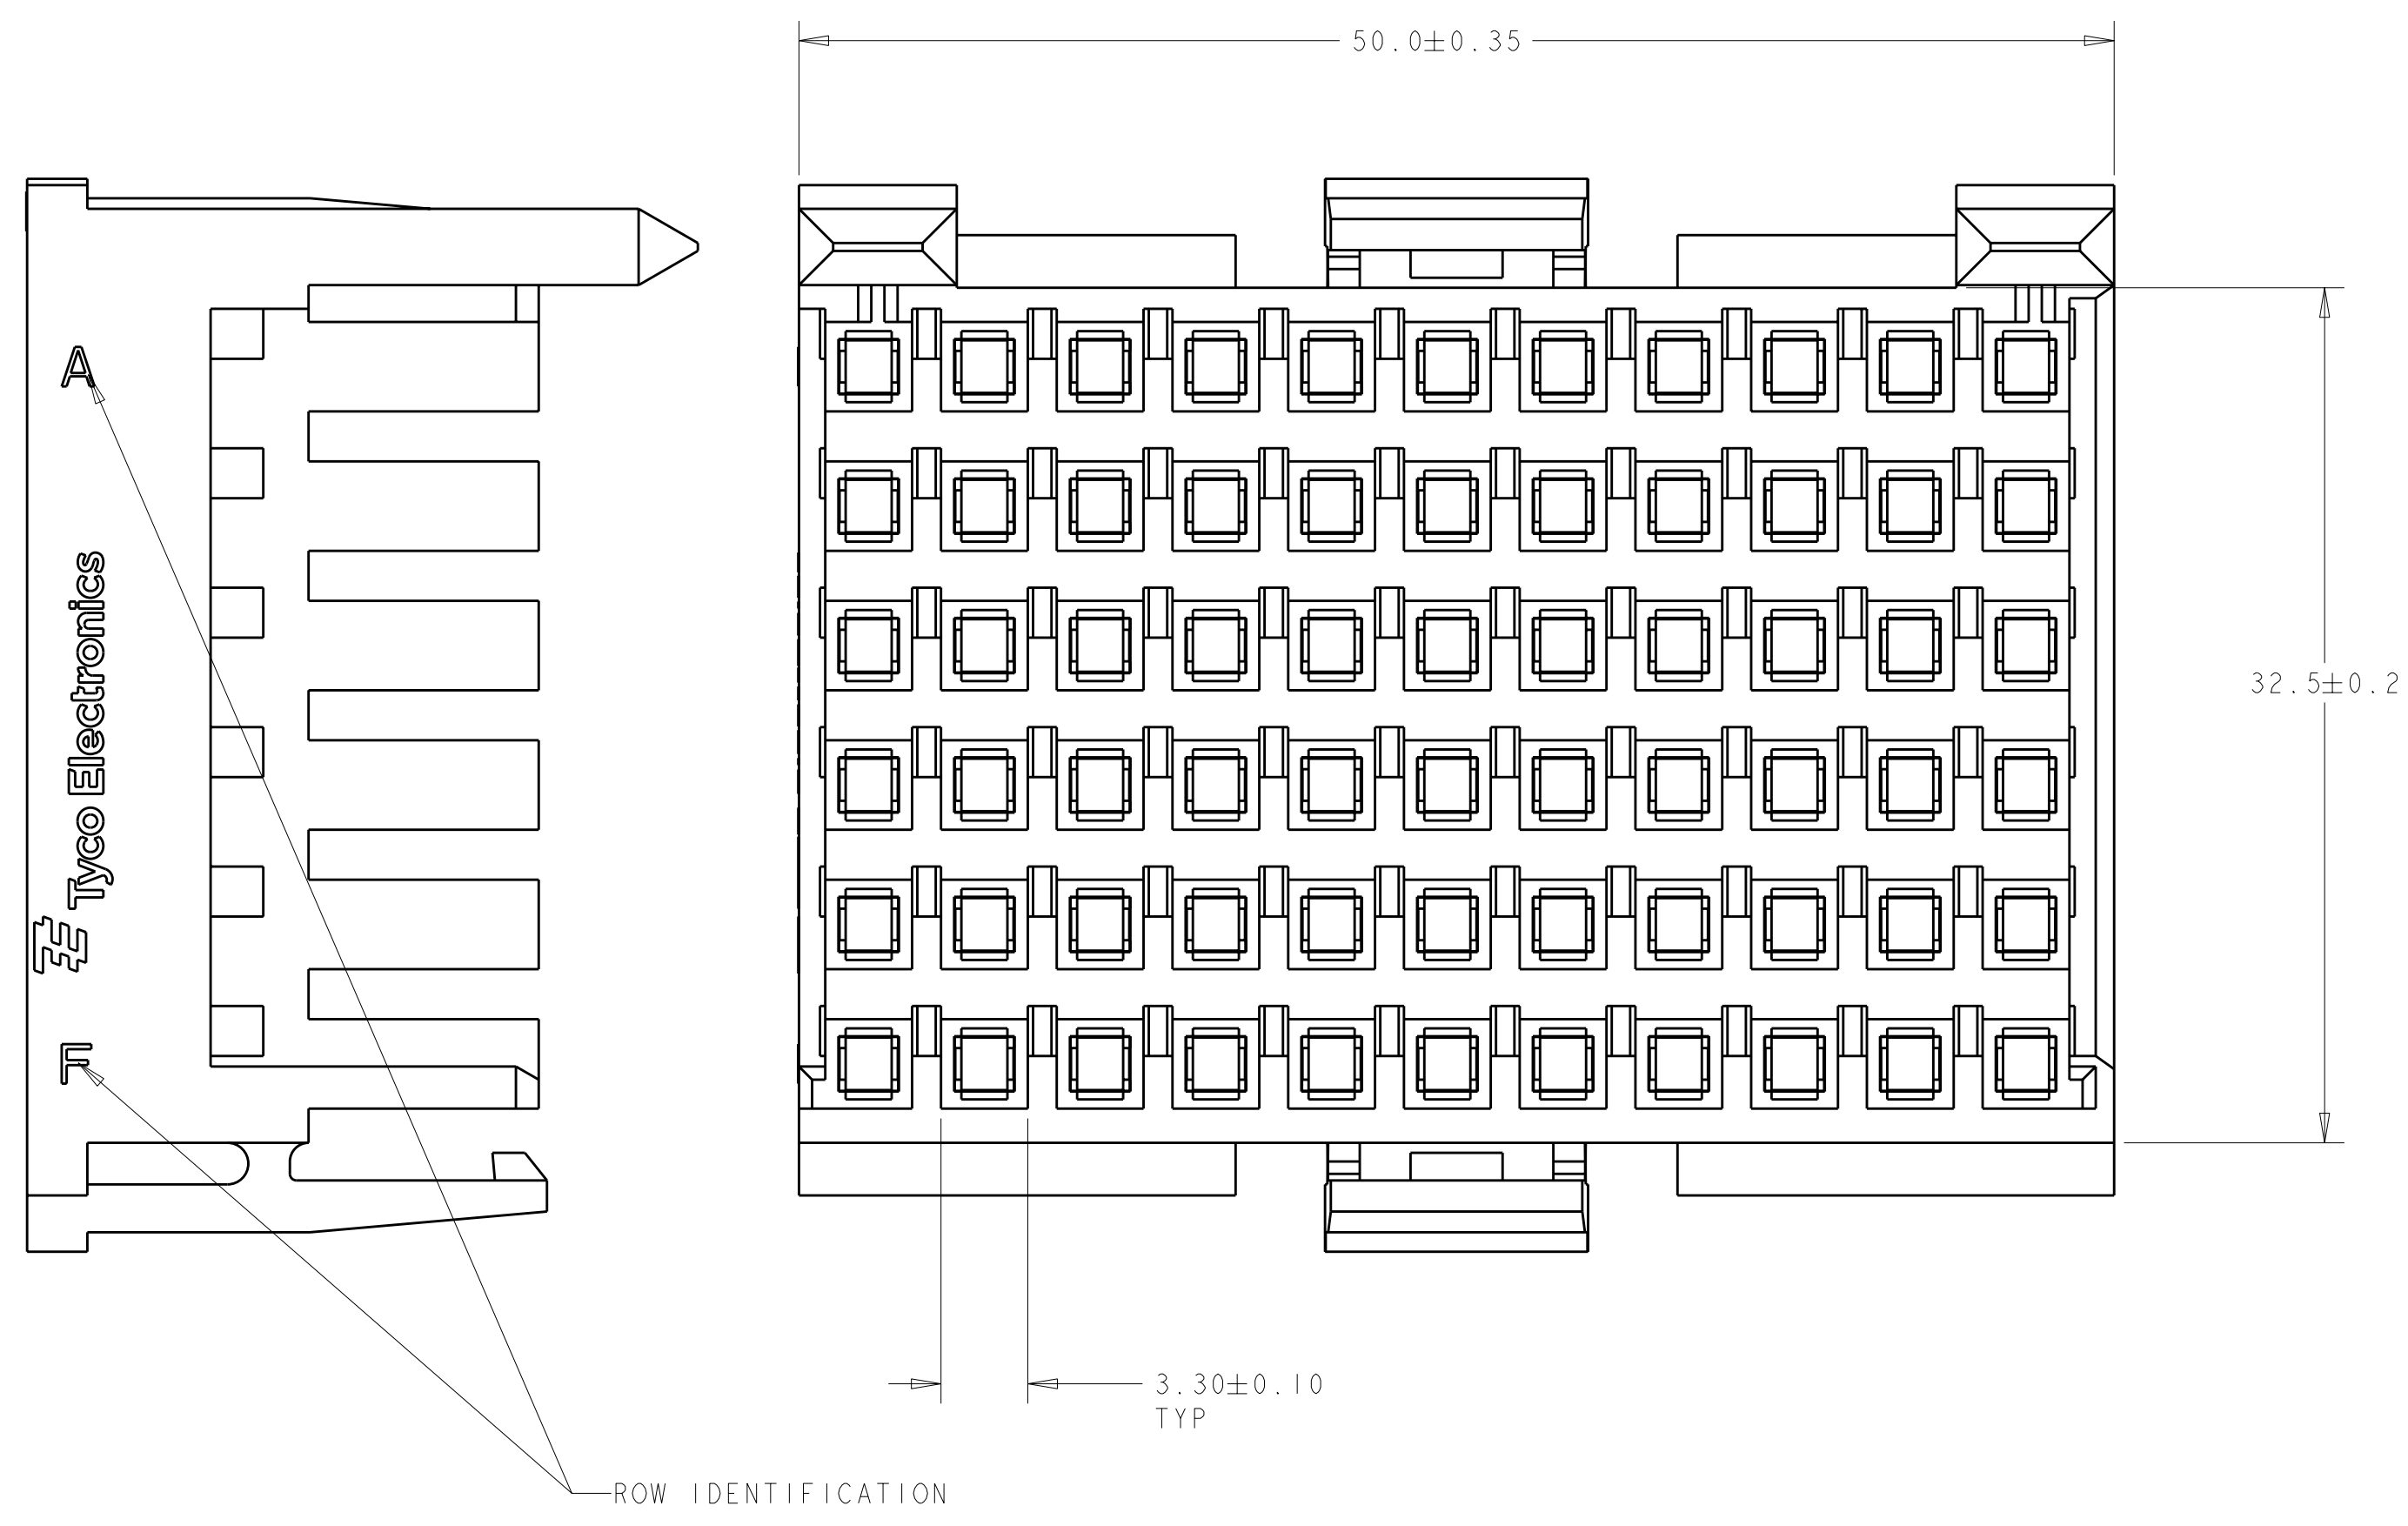 50.0±0.35
A
Tyco Electronics
F
32.5±0.2
3.30±0.10
TYP
ROW IDENTIFICATION